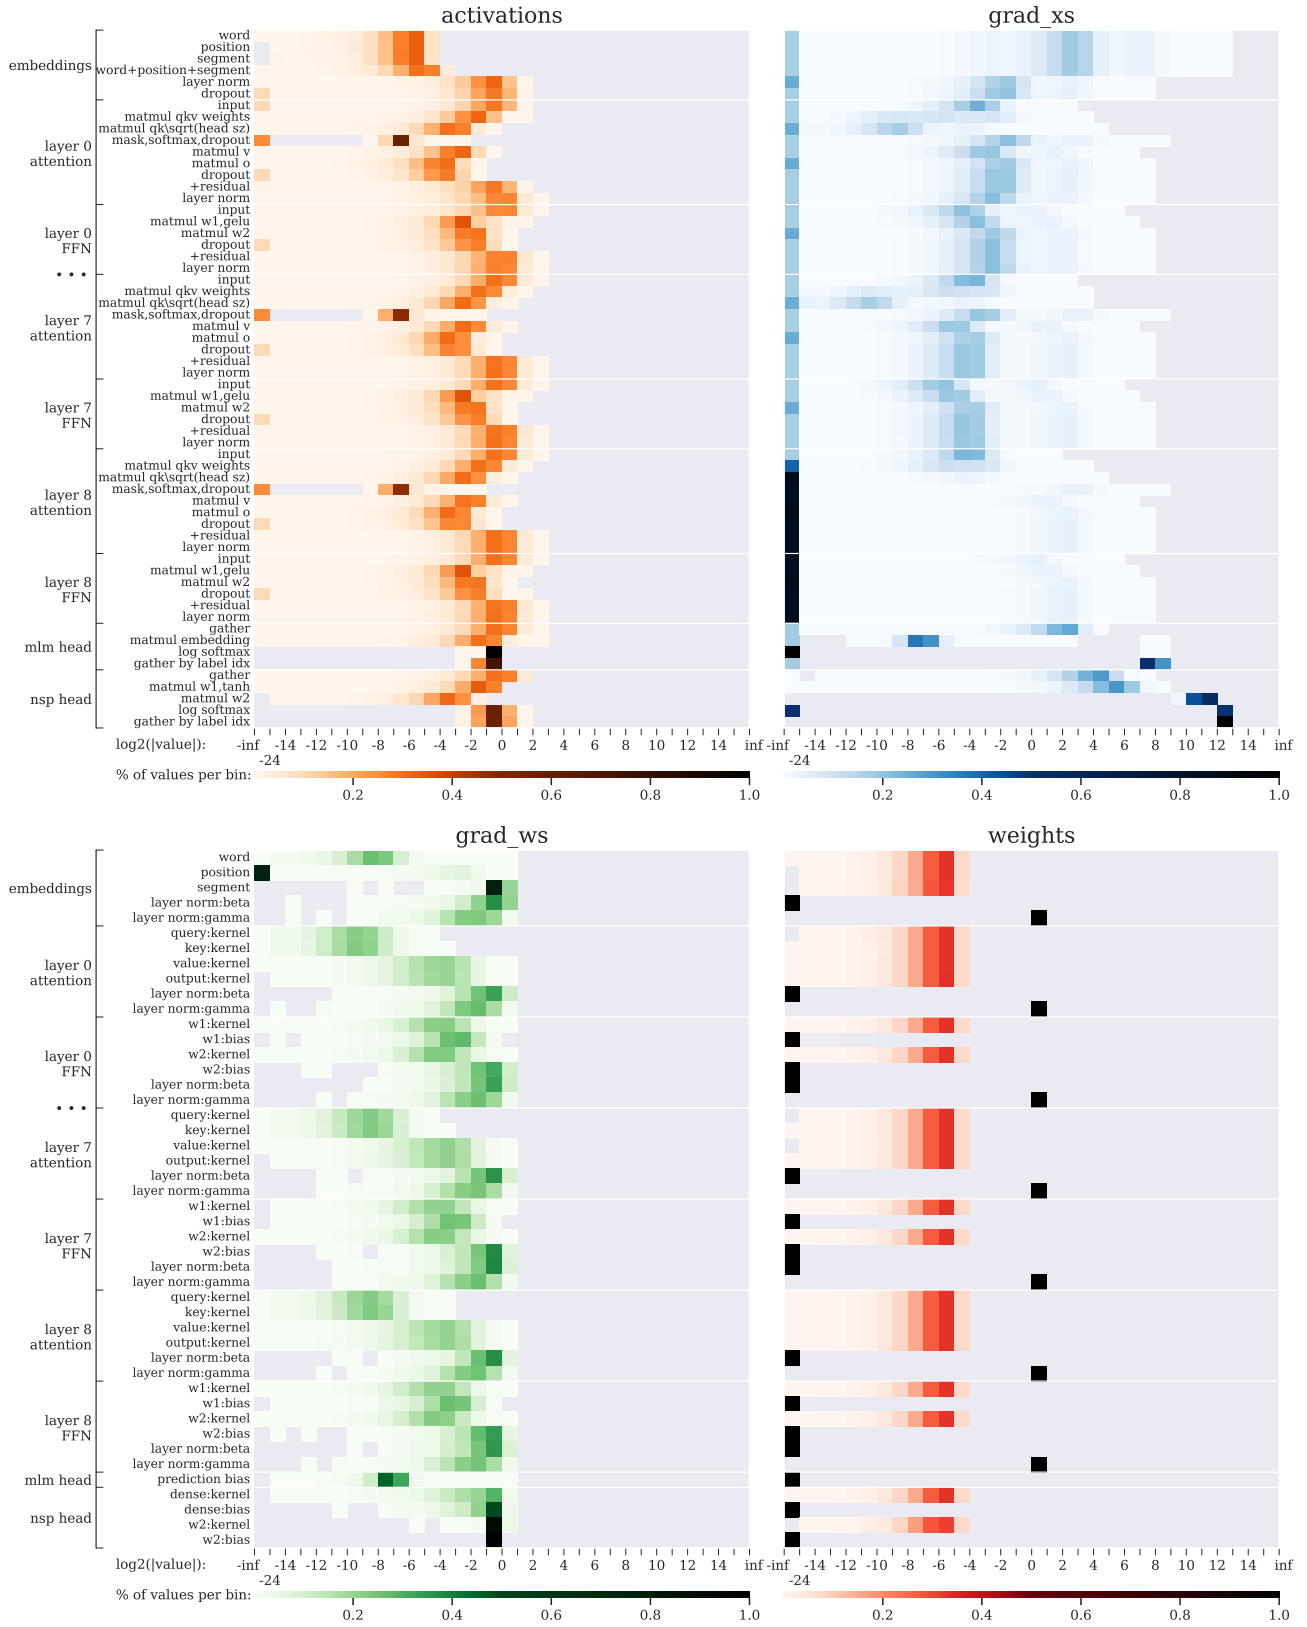 activations
grad_xs
embeddings
word
position
segment
word+position+segment
layer norm
dropout
layer 0
attention
input
matmul qkv weights
matmul qk\sqrt(head sz)
mask,softmax,dropout
matmul v
matmul o
dropout
+residual
layer norm
layer 0
FFN
input
matmul w1,gelu
matmul w2
dropout
+residual
layer norm
• • •
layer 7
attention
input
matmul qkv weights
matmul qk\sqrt(head sz)
mask,softmax,dropout
matmul v
matmul o
dropout
+residual
layer norm
layer 7
FFN
input
matmul w1,gelu
matmul w2
dropout
+residual
layer norm
layer 8
attention
input
matmul qkv weights
matmul qk\sqrt(head sz)
mask,softmax,dropout
matmul v
matmul o
dropout
+residual
layer norm
layer 8
FFN
input
matmul w1,gelu
matmul w2
dropout
+residual
layer norm
mlm head
gather
matmul embedding
log softmax
gather by label idx
nsp head
gather
matmul w1,tanh
matmul w2
log softmax
gather by label idx
log2(|value|): -inf -14 -12 -10 -8 -6 -4 -2 0 2 4 6 8 10 12 14 inf
-inf -14 -12 -10 -8 -6 -4 -2 0 2 4 6 8 10 12 14 inf
-24
-24
% of values per bin:
0.2 0.4 0.6 0.8 1.0
0.2 0.4 0.6 0.8 1.0
grad_ws
weights
embeddings
word
position
segment
layer norm:beta
layer norm:gamma
layer 0
attention
query:kernel
key:kernel
value:kernel
output:kernel
layer norm:beta
layer norm:gamma
layer 0
FFN
w1:kernel
w1:bias
w2:kernel
w2:bias
layer norm:beta
layer norm:gamma
• • •
layer 7
attention
query:kernel
key:kernel
value:kernel
output:kernel
layer norm:beta
layer norm:gamma
layer 7
FFN
w1:kernel
w1:bias
w2:kernel
w2:bias
layer norm:beta
layer norm:gamma
layer 8
attention
query:kernel
key:kernel
value:kernel
output:kernel
layer norm:beta
layer norm:gamma
layer 8
FFN
w1:kernel
w1:bias
w2:kernel
w2:bias
layer norm:beta
layer norm:gamma
mlm head
prediction bias
nsp head
dense:kernel
dense:bias
w2:kernel
w2:bias
log2(|value|): -inf -14 -12 -10 -8 -6 -4 -2 0 2 4 6 8 10 12 14 inf
-inf -14 -12 -10 -8 -6 -4 -2 0 2 4 6 8 10 12 14 inf
-24
-24
% of values per bin:
0.2 0.4 0.6 0.8 1.0
0.2 0.4 0.6 0.8 1.0